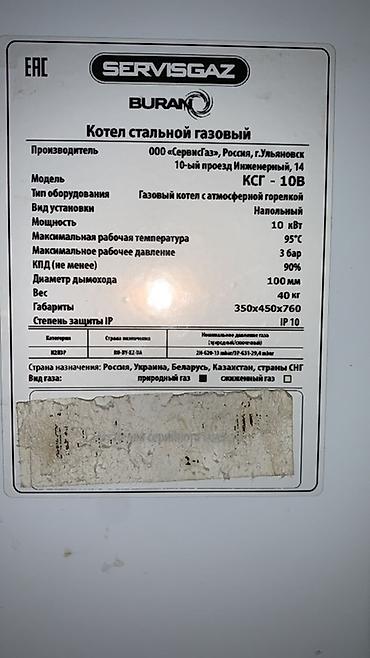 EAC
SERVISGAZ
BURAN
Котел стальной газовый
Производитель ООО «СервисГаз», Россия, г.Ульяновск
10-ый проезд Инженерный, 14
Модель КСГ - 10В
Тип оборудования Газовый котел с атмосферной горелкой
Вид установки Напольный
Мощность 10 кВт
Максимальная рабочая температура 95°C
Максимальное рабочее давление 3 бар
КПД (не менее) 90%
Диаметр дымохода 100 мм
Вес 40 кг
Габариты 350х450х760
Степень защиты IP IP 10
Категория Страна назначения Номинальное давление газа
(природный/сжиженный)
Страна назначения: Россия, Украина, Беларусь, Казахстан, страны СНГ
Вид газа: природный газ сжиженный газ